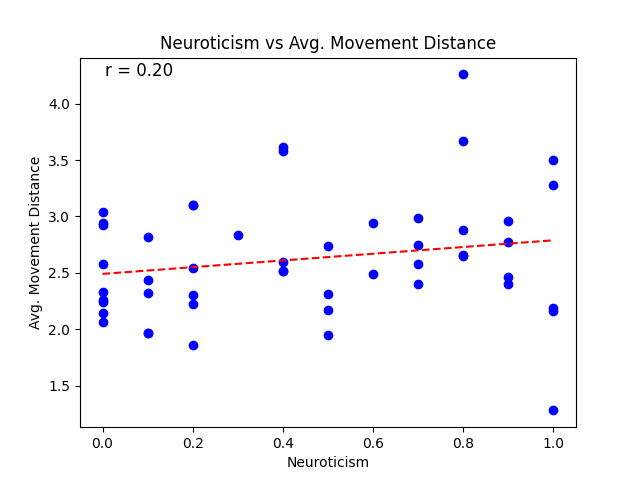 Neuroticism vs Avg. Movement Distance
r = 0.20
Avg. Movement Distance
4.0
3.5
3.0
2.5
2.0
1.5
0.0 0.2 0.4 0.6 0.8 1.0
Neuroticism